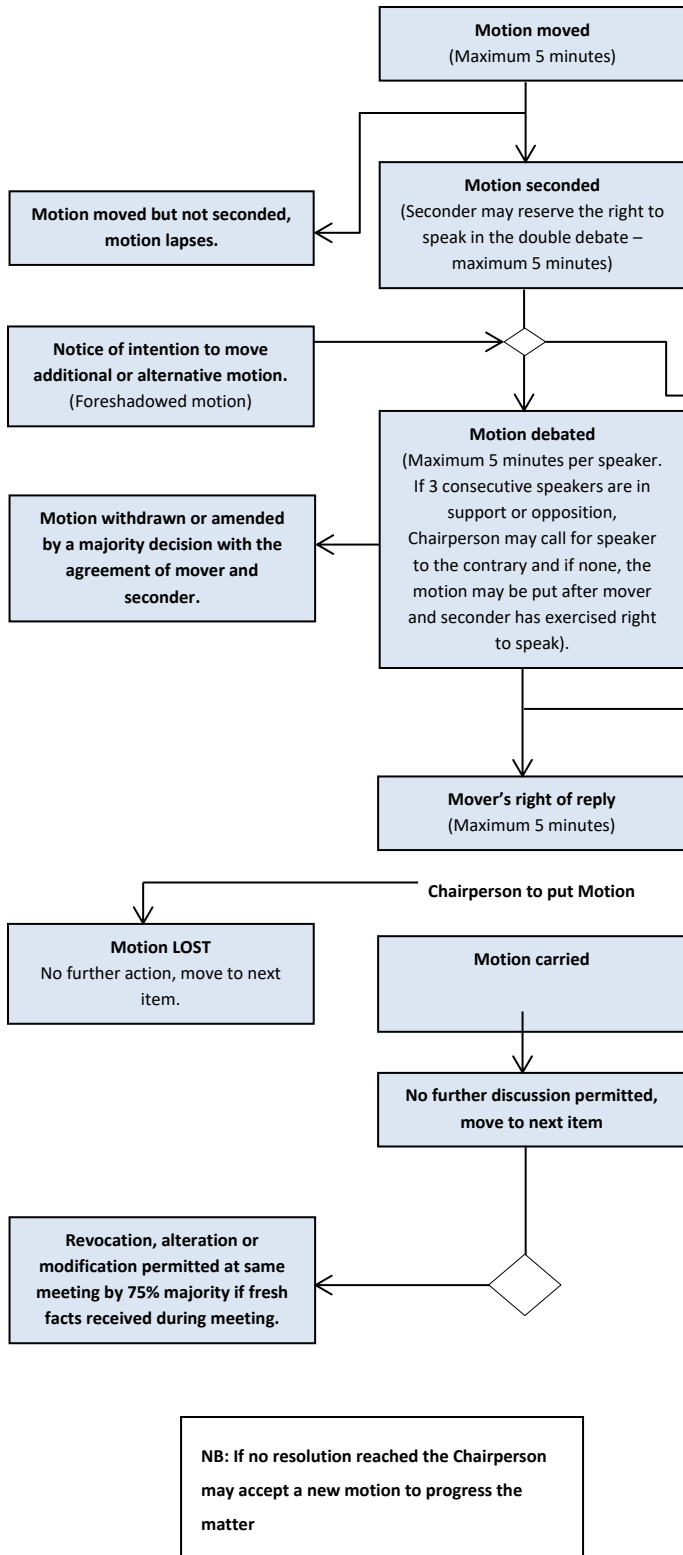 Motion moved
(Maximum 5 minutes)
Motion seconded
(Seconder may reserve the right to
speak in the double debate –
maximum 5 minutes)
Motion moved but not seconded,
motion lapses.
Notice of intention to move
additional or alternative motion.
(Foreshadowed motion)
Motion debated
(Maximum 5 minutes per speaker.
If 3 consecutive speakers are in
support or opposition,
Chairperson may call for speaker
to the contrary and if none, the
motion may be put after mover
and seconder has exercised right
to speak).
Motion withdrawn or amended
by a majority decision with the
agreement of mover and
seconder.
Mover’s right of reply
(Maximum 5 minutes)
Chairperson to put Motion
Motion LOST
No further action, move to next
item.
Motion carried
No further discussion permitted,
move to next item
Revocation, alteration or
modification permitted at same
meeting by 75% majority if fresh
facts received during meeting.
NB: If no resolution reached the Chairperson
may accept a new motion to progress the
matter